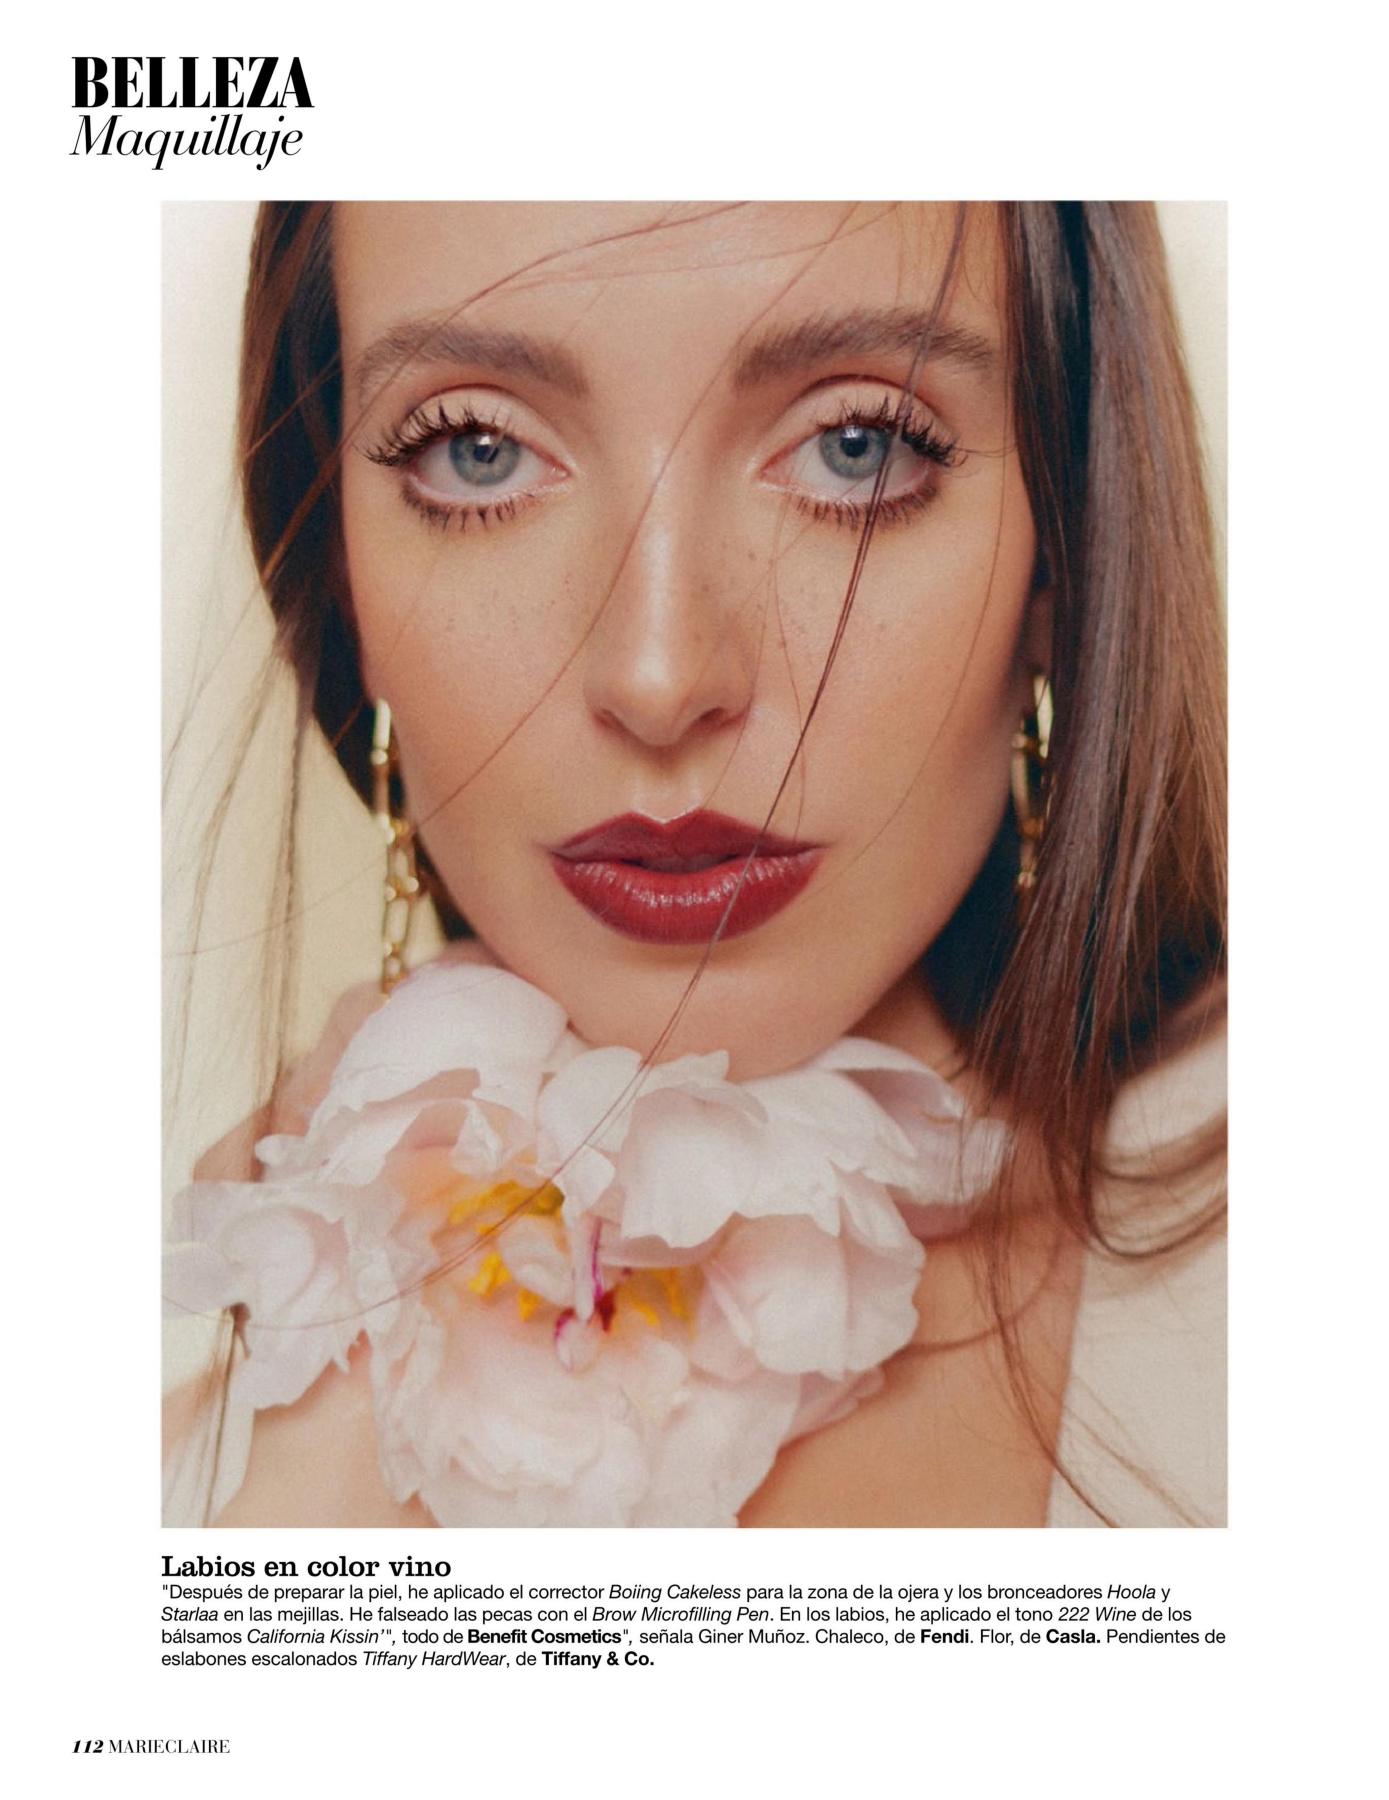 BELLEZA
Maquillaje
Labios en color vino
"Después de preparar la piel, he aplicado el corrector Boiing Cakeless para la zona de la ojera y los bronceadores Hoola y
Starlaa en las mejillas. He falseado las pecas con el Brow Microfilling Pen. En los labios, he aplicado el tono 222 Wine de los
bálsamos California Kissin’", todo de Benefit Cosmetics", señala Giner Muñoz. Chaleco, de Fendi. Flor, de Casla. Pendientes de
eslabones escalonados Tiffany HardWear, de Tiffany & Co.
112 MARIECLAIRE